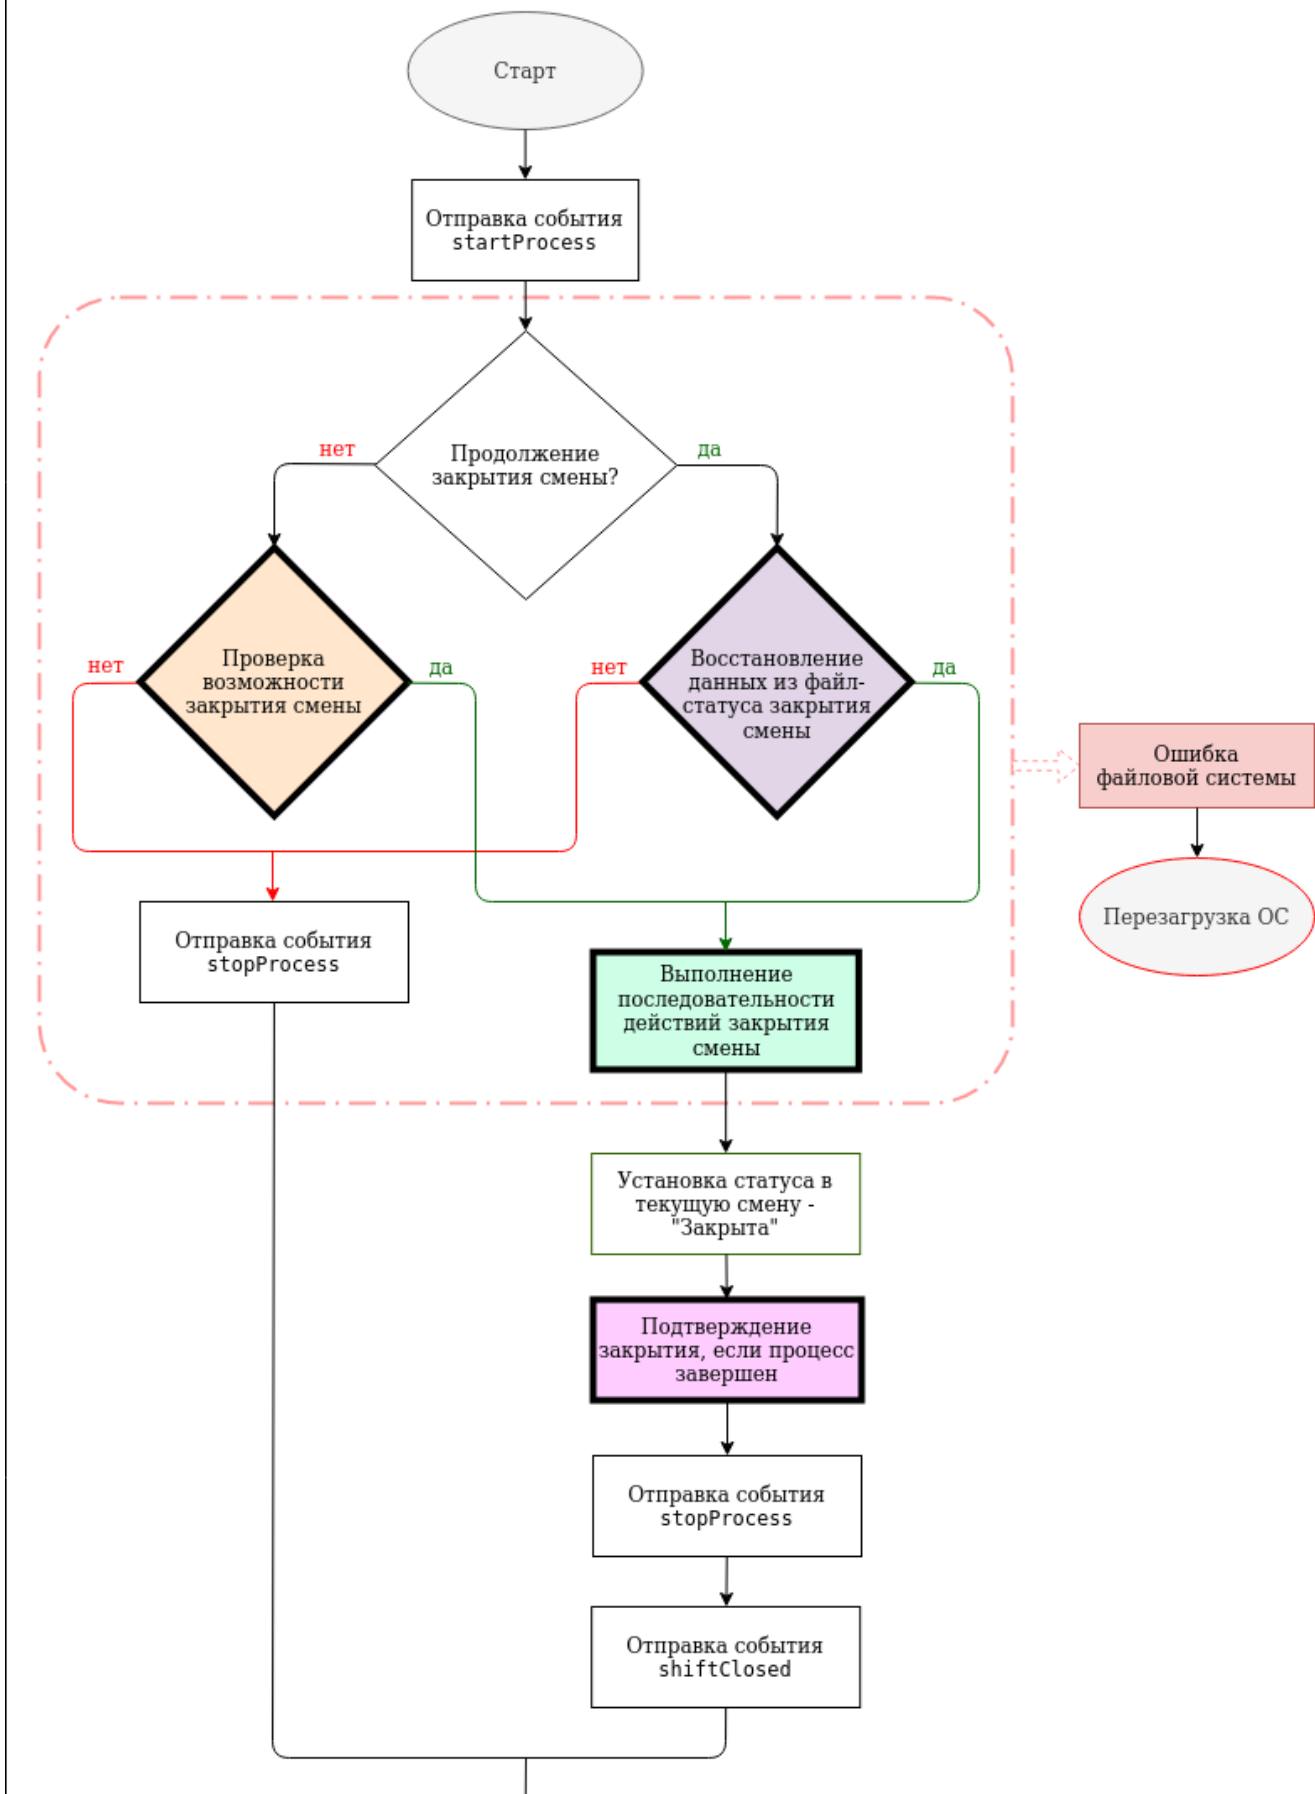 Старт
Отправка события
startProcess
Продолжение
закрытия смены?
нет
да
Проверка
возможности
закрытия смены
нет
да
Восстановление
данных из файл-
статуса закрытия
смены
нет
да
Ошибка
файловой системы
Перезагрузка ОС
Отправка события
stopProcess
Выполнение
последовательности
действий закрытия
смены
Установка статуса в
текущую смену -
"Закрыта"
Подтверждение
закрытия, если процесс
завершен
Отправка события
stopProcess
Отправка события
shiftClosed